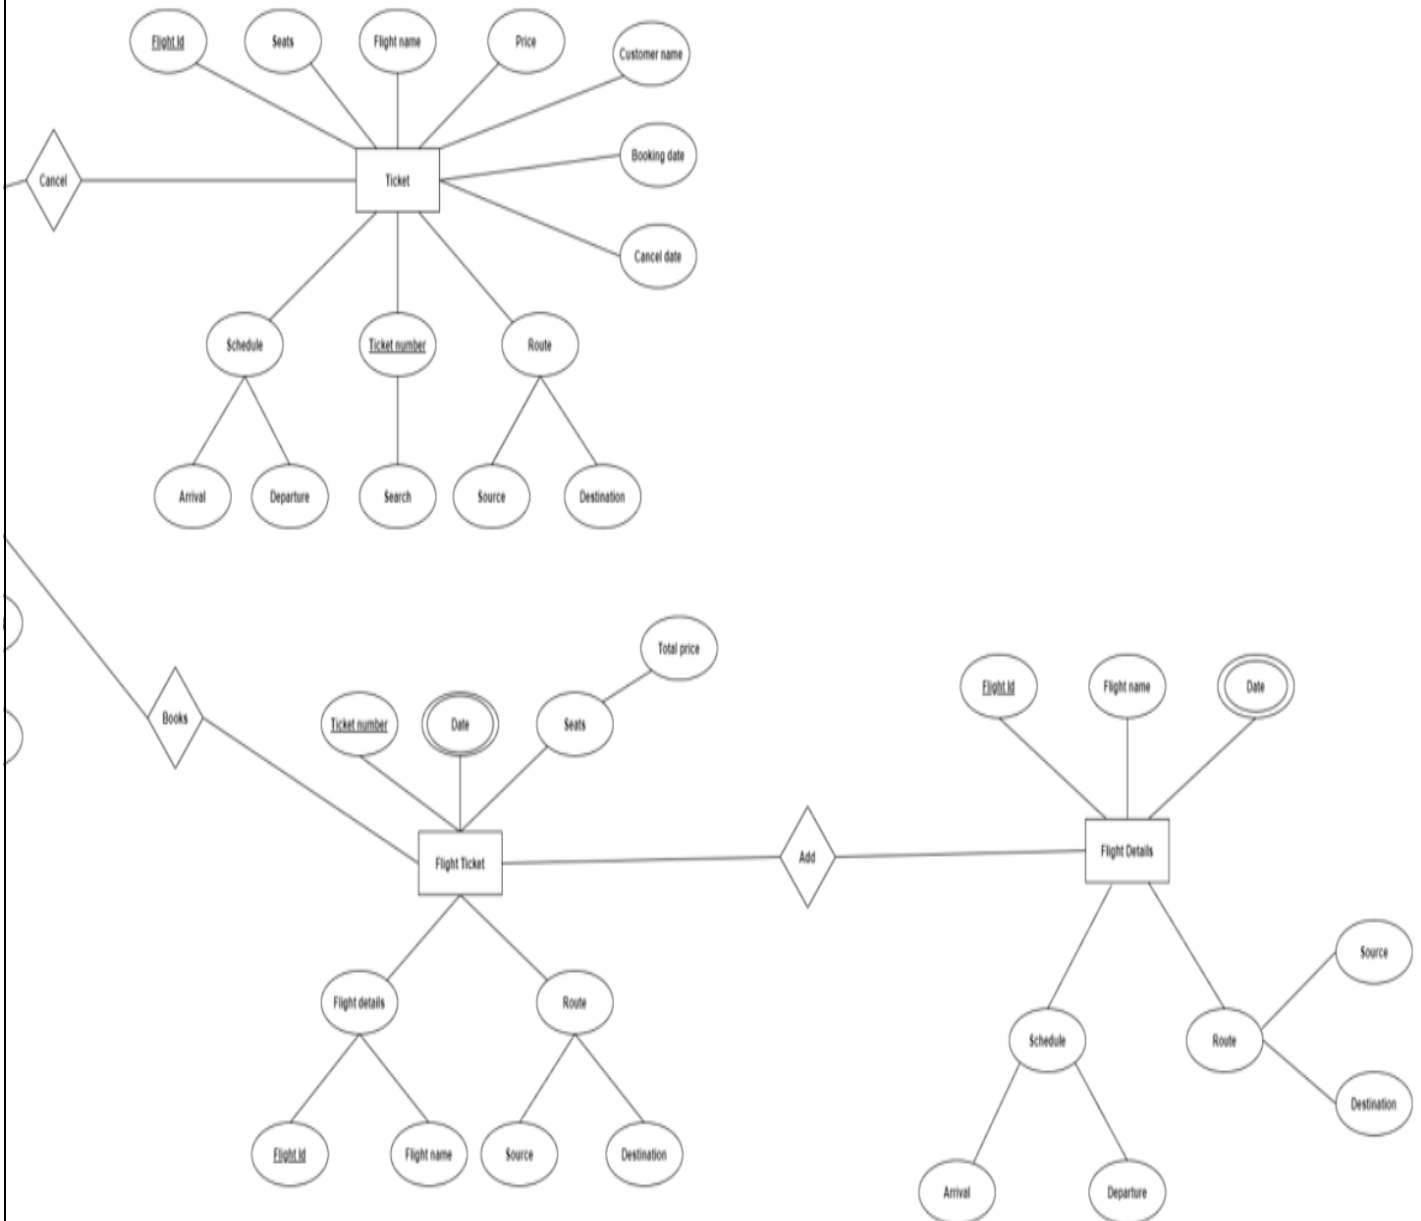 Flight Id
Seats
Flight name
Price
Customer name
Booking date
Cancel
Ticket
Cancel date
Schedule
Ticket number
Route
Arrival
Departure
Search
Source
Destination
Total price
Flight Id
Flight name
Date
Books
Ticket number
Date
Seats
Flight Ticket
Add
Flight Details
Source
Flight details
Route
Schedule
Route
Destination
Flight Id
Flight name
Source
Destination
Arrival
Departure